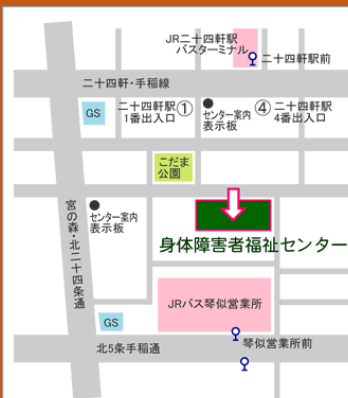 JR二十四軒駅
バスターミナル
二十四軒駅前
二十四軒・手稲線
GS
二十四軒駅
1番出入口
①
センター案内
表示板
④
二十四軒駅
4番出入口
こだま
公園
宮の森・北二十四条通
センター案内
表示板
身体障害者福祉センター
JRバス琴似営業所
GS
北5条手稲通
琴似営業所前